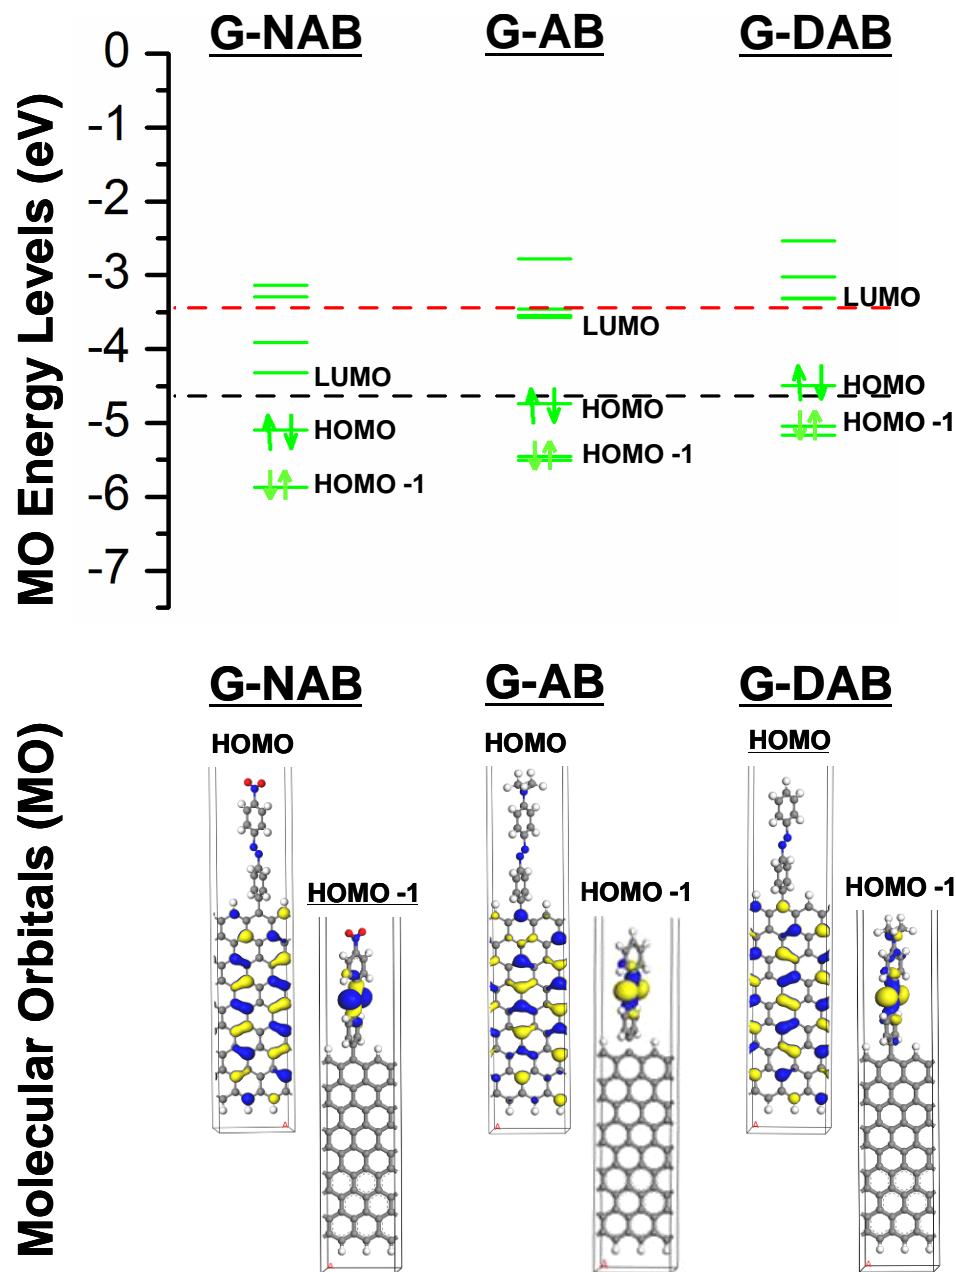 G-NAB G-AB G-DAB
MO Energy Levels (eV)
0
-1
-2
-3
-4
-5
-6
-7
LUMO
HOMO
HOMO -1
LUMO
HOMO
HOMO -1
LUMO
HOMO
HOMO -1
Molecular Orbitals (MO)
G-NAB G-AB G-DAB
HOMO HOMO HOMO
HOMO -1 HOMO -1 HOMO -1
A A A
A A A